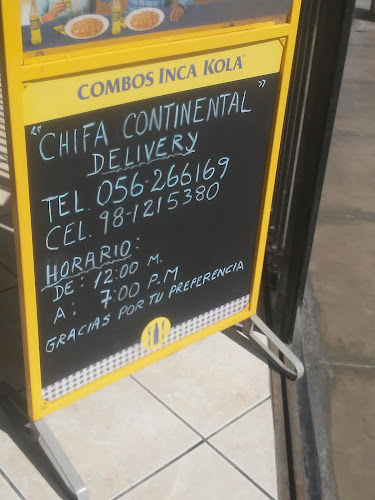 COMBOS INCA KOLA
"CHIFA CONTINENTAL"
DELIVERY
TEL. 056-266169
CEL. 98-1215380
HORARIO:
DE: 12:00 M.
A: 7:00 P.M
GRACIAS POR TU PREFERENCIA